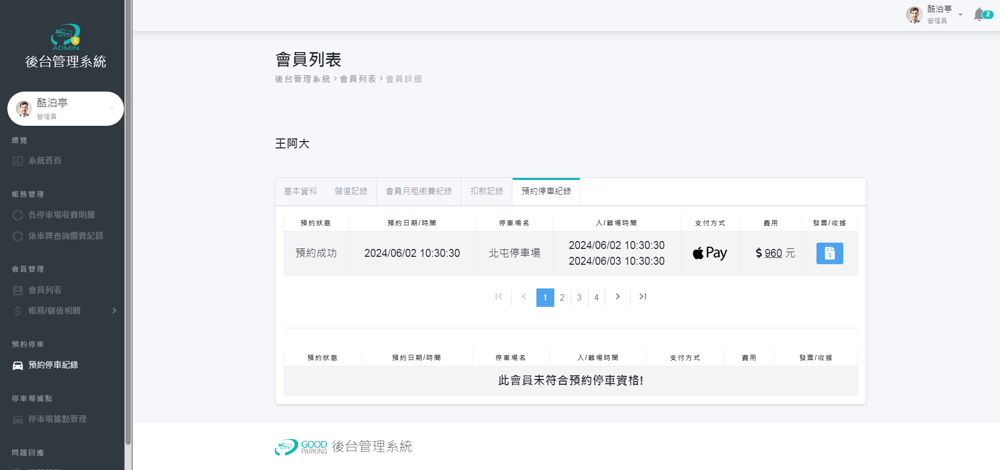 GOOD
ADMIN
後台管理系統
酷泊亭
管理員
總覽
系統首頁
帳務管理
各停車場收費明細
依車牌查詢繳費記錄
會員管理
會員列表
帳務/儲值相關
預約停車
預約停車紀錄
停車場據點
停車場據點管理
問題回應
酷泊亭
管理員
2
會員列表
後台管理系統 > 會員列表 > 會員詳細
王阿大
基本資料 儲值記錄 會員月租繳費紀錄 扣款記錄 預約停車紀錄
預約狀態 預約日期/時間 停車場名 入/離場時間 支付方式 費用 發票/收據
預約成功 2024/06/02 10:30:30 北屯停車場 2024/06/02 10:30:30 Pay $ 960 元
2024/06/03 10:30:30
1 2 3 4
預約狀態 預約日期/時間 停車場名 入/離場時間 支付方式 費用 發票/收據
此會員未符合預約停車資格!
GOOD
GOOD PARKING 後台管理系統